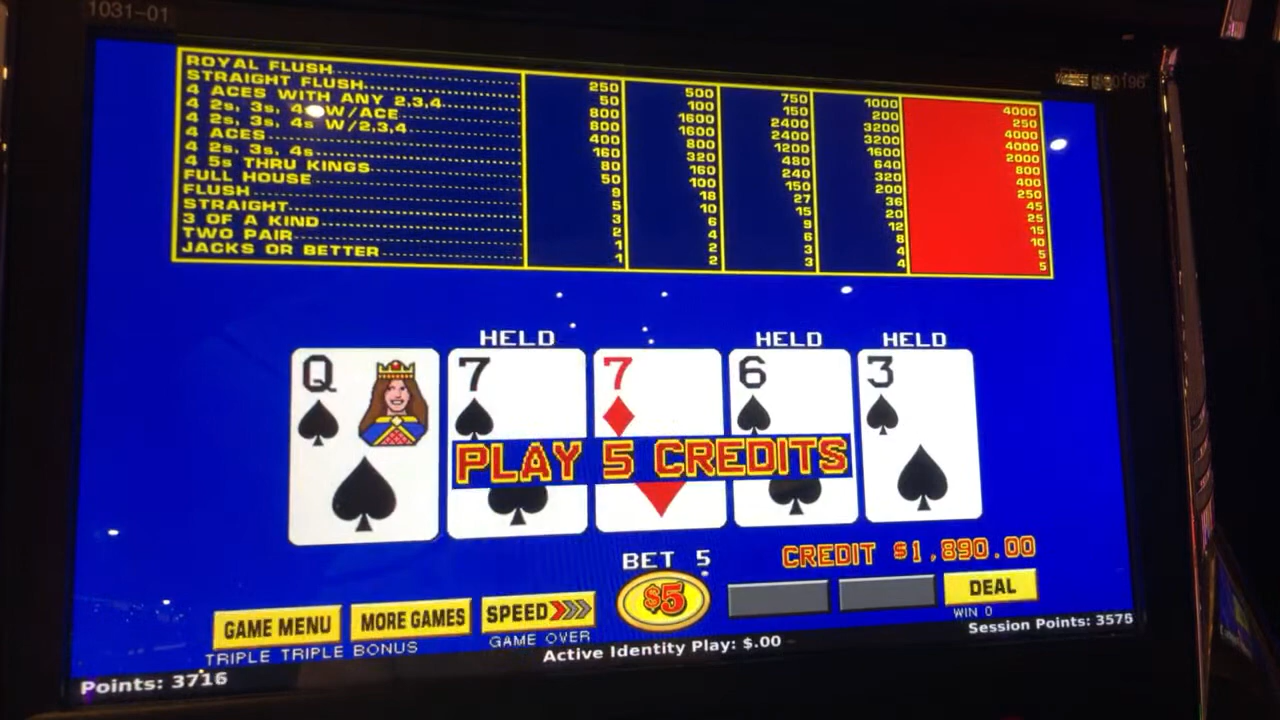 1031-01
ROYAL FLUSH 250 500 750 1000 4000
STRAIGHT FLUSH 50 100 150 200 250
4 ACES WITH ANY 2,3,4 800 1600 2400 3200 4000
4 2s, 3s, 4s W/ACE 800 1600 2400 3200 4000
4 2s, 3s, 4s W/2,3,4 400 800 1200 1600 2000
4 ACES 160 320 480 640 800
4 2s, 3s, 4s 80 160 240 320 400
4 5s THRU KINGS 50 100 150 200 250
FULL HOUSE 9 18 27 36 45
FLUSH 5 10 15 20 25
STRAIGHT 3 6 9 12 15
3 OF A KIND 2 4 6 8 10
TWO PAIR 1 2 3 4 5
JACKS OR BETTER 1 2 3 4 5
HELD HELD HELD
Q 7 7 6 3
PLAY 5 CREDITS
BET 5 CREDIT $1,890.00
GAME MENU MORE GAMES SPEED $5 DEAL
TRIPLE TRIPLE BONUS GAME OVER WIN 0
Active Identity Play: $.00 Session Points: 3575
Points: 3716